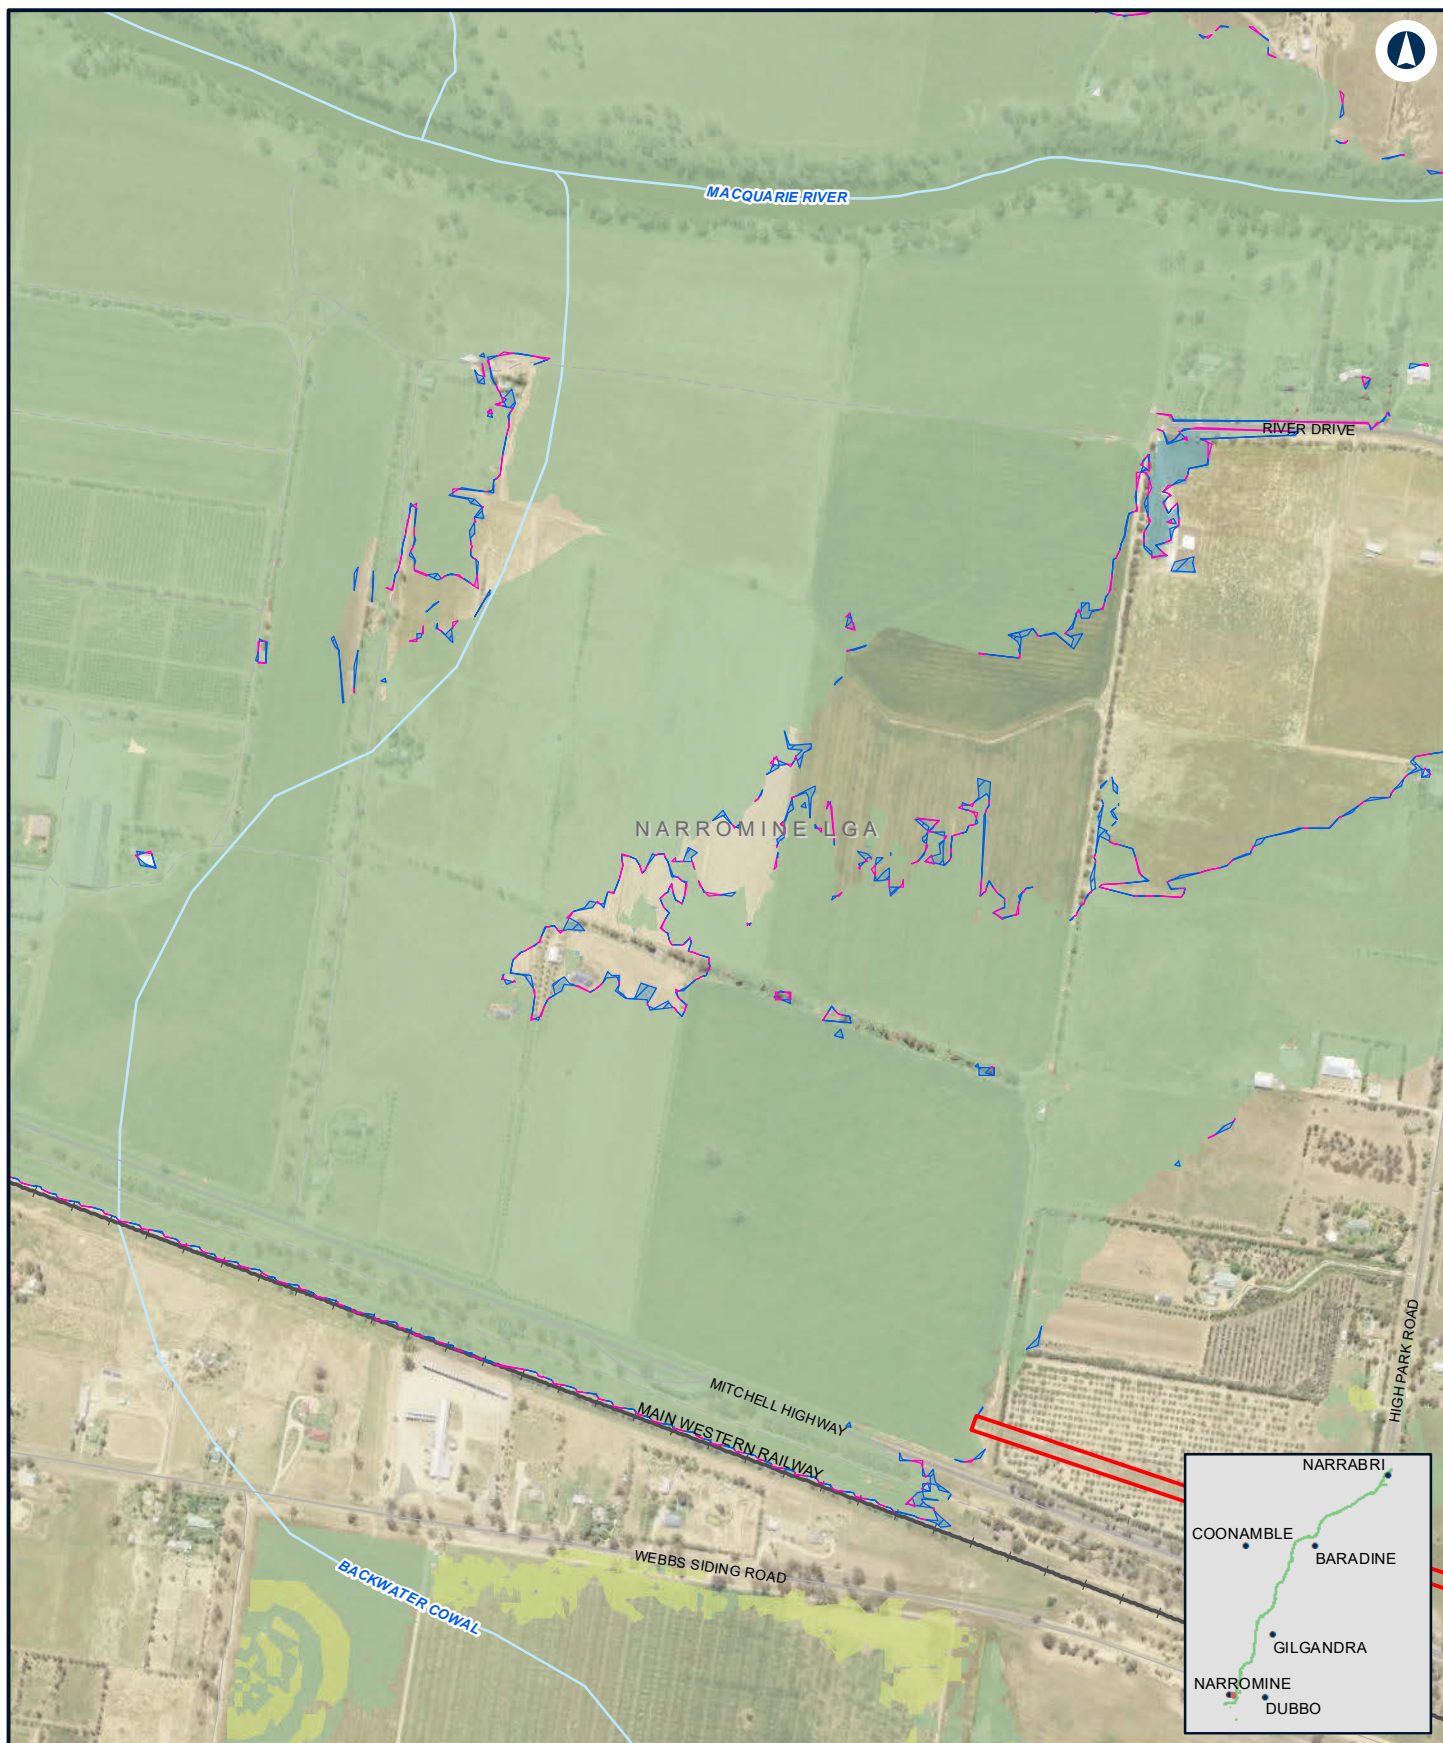 MACQUARIE RIVER
RIVER DRIVE
NARROMINE LGA
HIGH PARK ROAD
MITCHELL HIGHWAY
MAIN WESTERN RAILWAY
WEBBS SIDING ROAD
BACKWATER COWAL
NARRABRI
COONAMBLE
BARADINE
GILGANDRA
NARROMINE
DUBBO